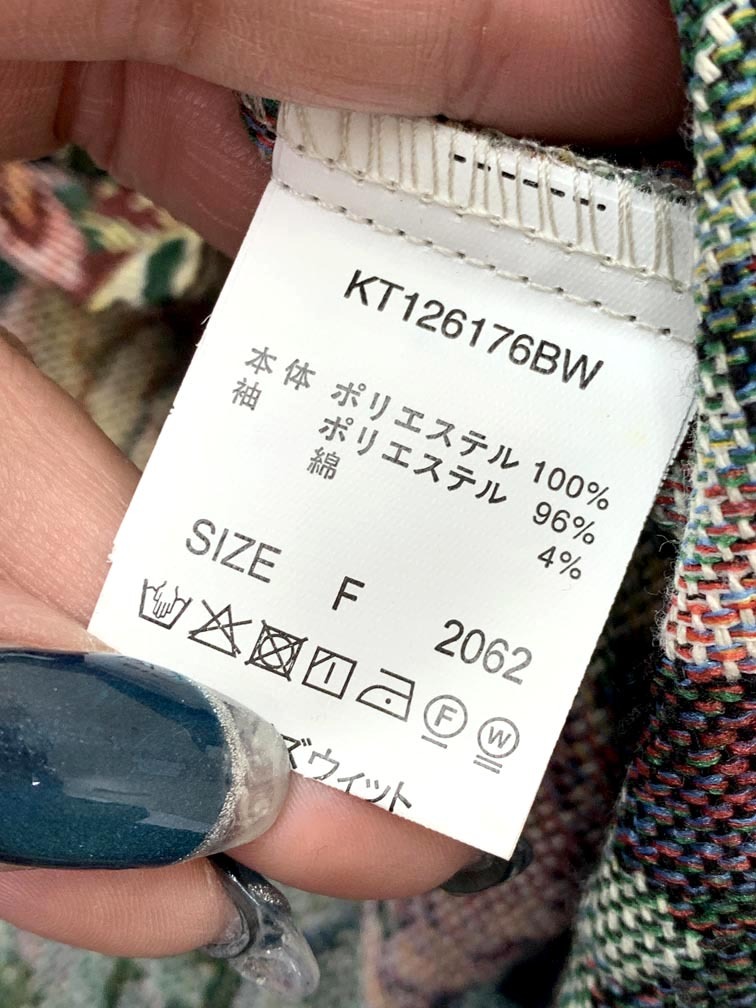 KT126176BW
本体 ポリエステル 100%
袖 ポリエステル 96%
綿 4%
SIZE F 2062
F W
ズウィット